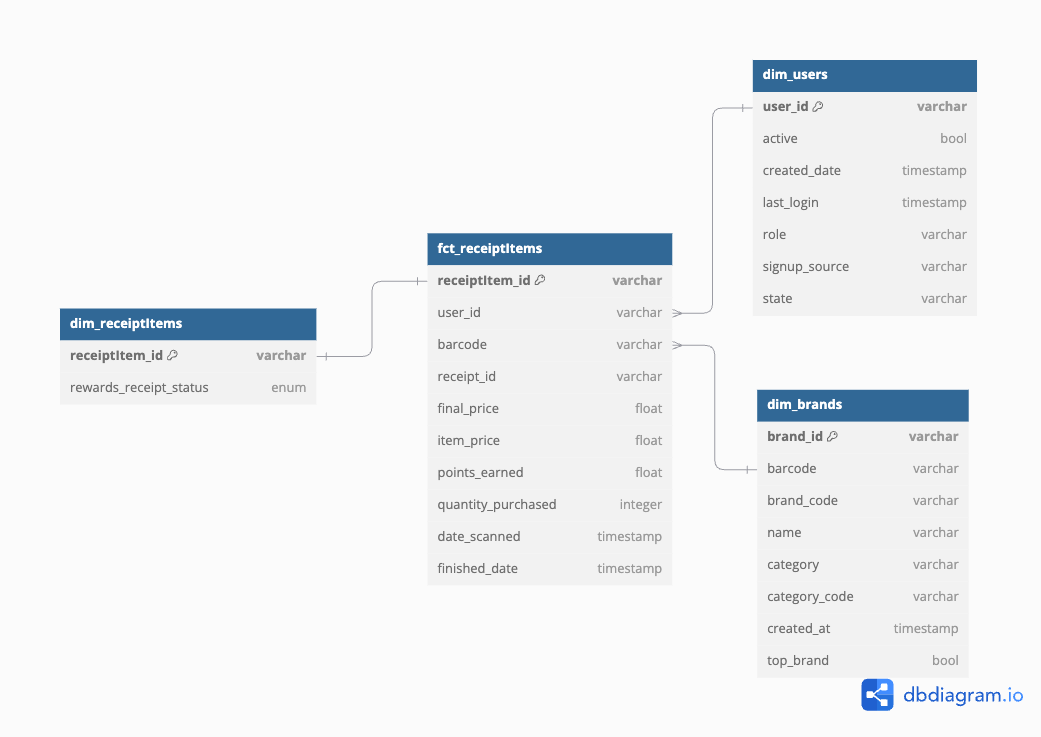 dim_users
user_id varchar
active bool
created_date timestamp
last_login timestamp
role varchar
signup_source varchar
state varchar
fct_receiptItems
receiptItem_id varchar
user_id varchar
barcode varchar
receipt_id varchar
final_price float
item_price float
points_earned float
quantity_purchased integer
date_scanned timestamp
finished_date timestamp
dim_receiptItems
receiptItem_id varchar
rewards_receipt_status enum
dim_brands
brand_id varchar
barcode varchar
brand_code varchar
name varchar
category varchar
category_code varchar
created_at timestamp
top_brand bool
dbdiagram.io